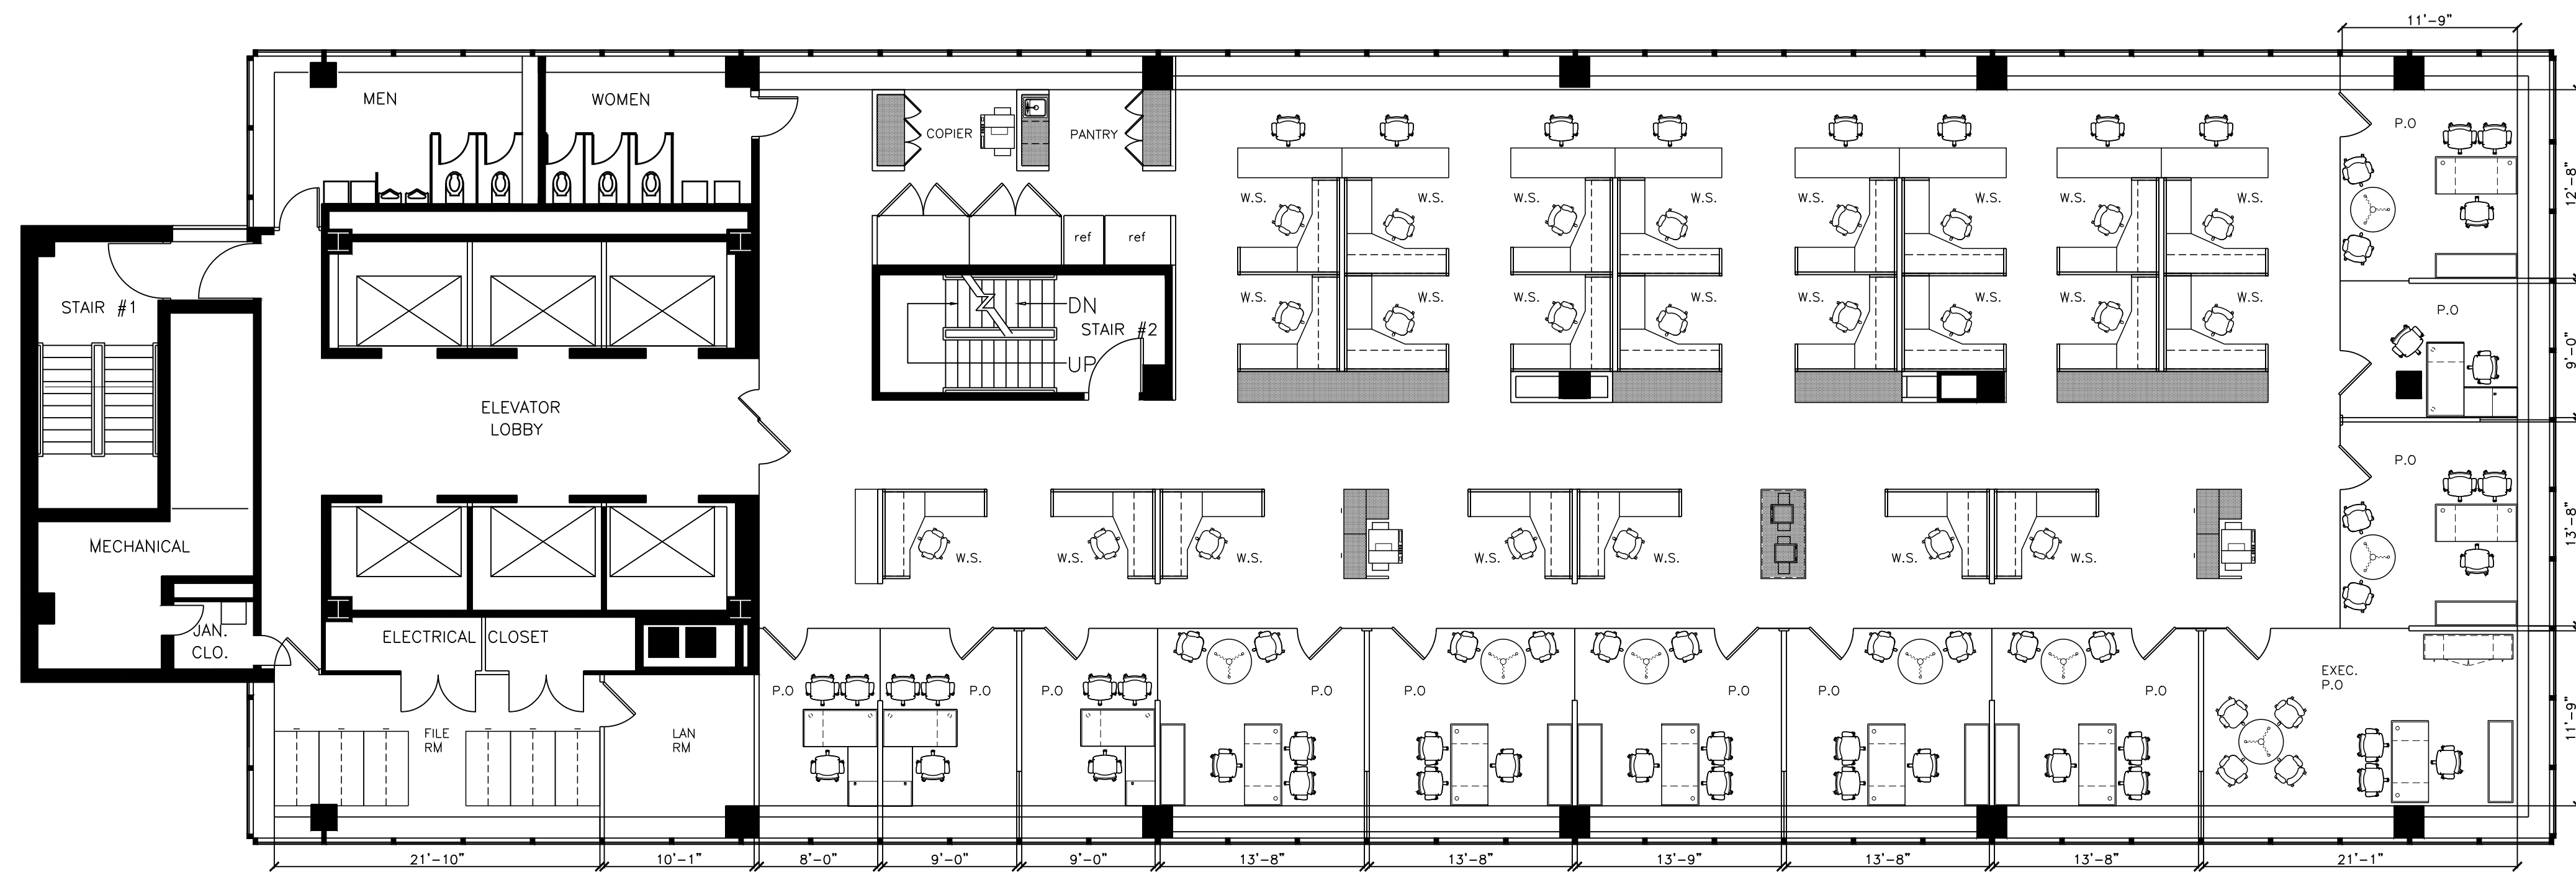 11'-9"
MEN
WOMEN
COPIER
PANTRY
P.O
12'-8"
W.S.
W.S.
W.S.
W.S.
W.S.
W.S.
W.S.
W.S.
ref
ref
STAIR #1
DN
STAIR #2
UP
W.S.
W.S.
W.S.
W.S.
W.S.
W.S.
W.S.
W.S.
P.O
9'-0"
ELEVATOR
LOBBY
P.O
13'-8"
MECHANICAL
W.S.
W.S.
W.S.
W.S.
W.S.
W.S.
W.S.
JAN.
CLO.
ELECTRICAL CLOSET
P.O
P.O
P.O
P.O
P.O
P.O
P.O
P.O
EXEC.
P.O
FILE
RM
LAN
RM
11'-9"
21'-10"
10'-1"
8'-0"
9'-0"
9'-0"
13'-8"
13'-8"
13'-9"
13'-8"
13'-8"
21'-1"